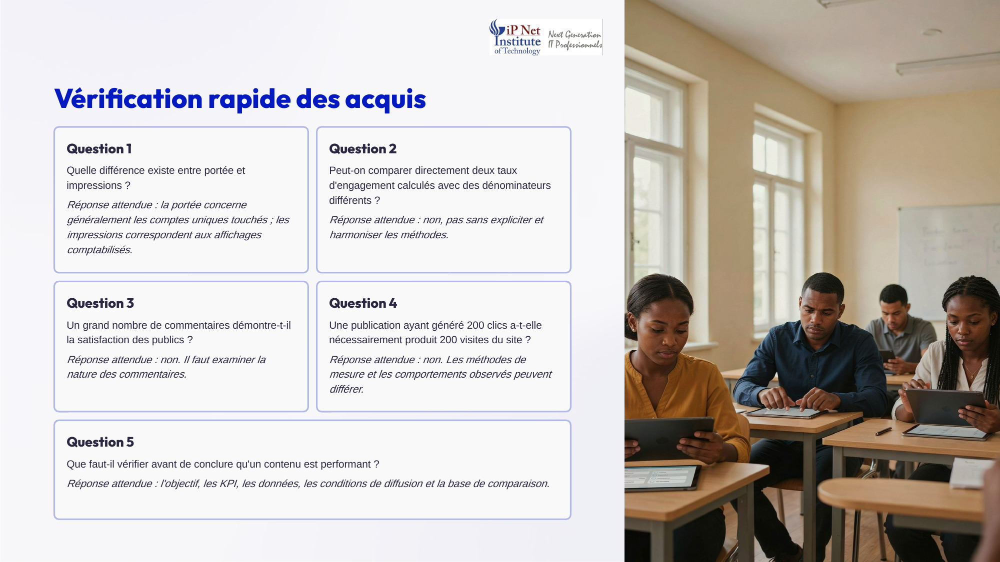 iP Net
Institute
of Technology
Next Generation
IT Professionnels
Vérification rapide des acquis
Question 1
Quelle différence existe entre portée et
impressions ?
Réponse attendue : la portée concerne
généralement les comptes uniques touchés ; les
impressions correspondent aux affichages
comptabilisés.
Question 2
Peut-on comparer directement deux taux
d'engagement calculés avec des dénominateurs
différents ?
Réponse attendue : non, pas sans expliciter et
harmoniser les méthodes.
Question 3
Un grand nombre de commentaires démontre-t-il
la satisfaction des publics ?
Réponse attendue : non. Il faut examiner la
nature des commentaires.
Question 4
Une publication ayant généré 200 clics a-t-elle
nécessairement produit 200 visites du site ?
Réponse attendue : non. Les méthodes de
mesure et les comportements observés peuvent
différer.
Question 5
Que faut-il vérifier avant de conclure qu'un contenu est performant ?
Réponse attendue : l'objectif, les KPI, les données, les conditions de diffusion et la base de comparaison.